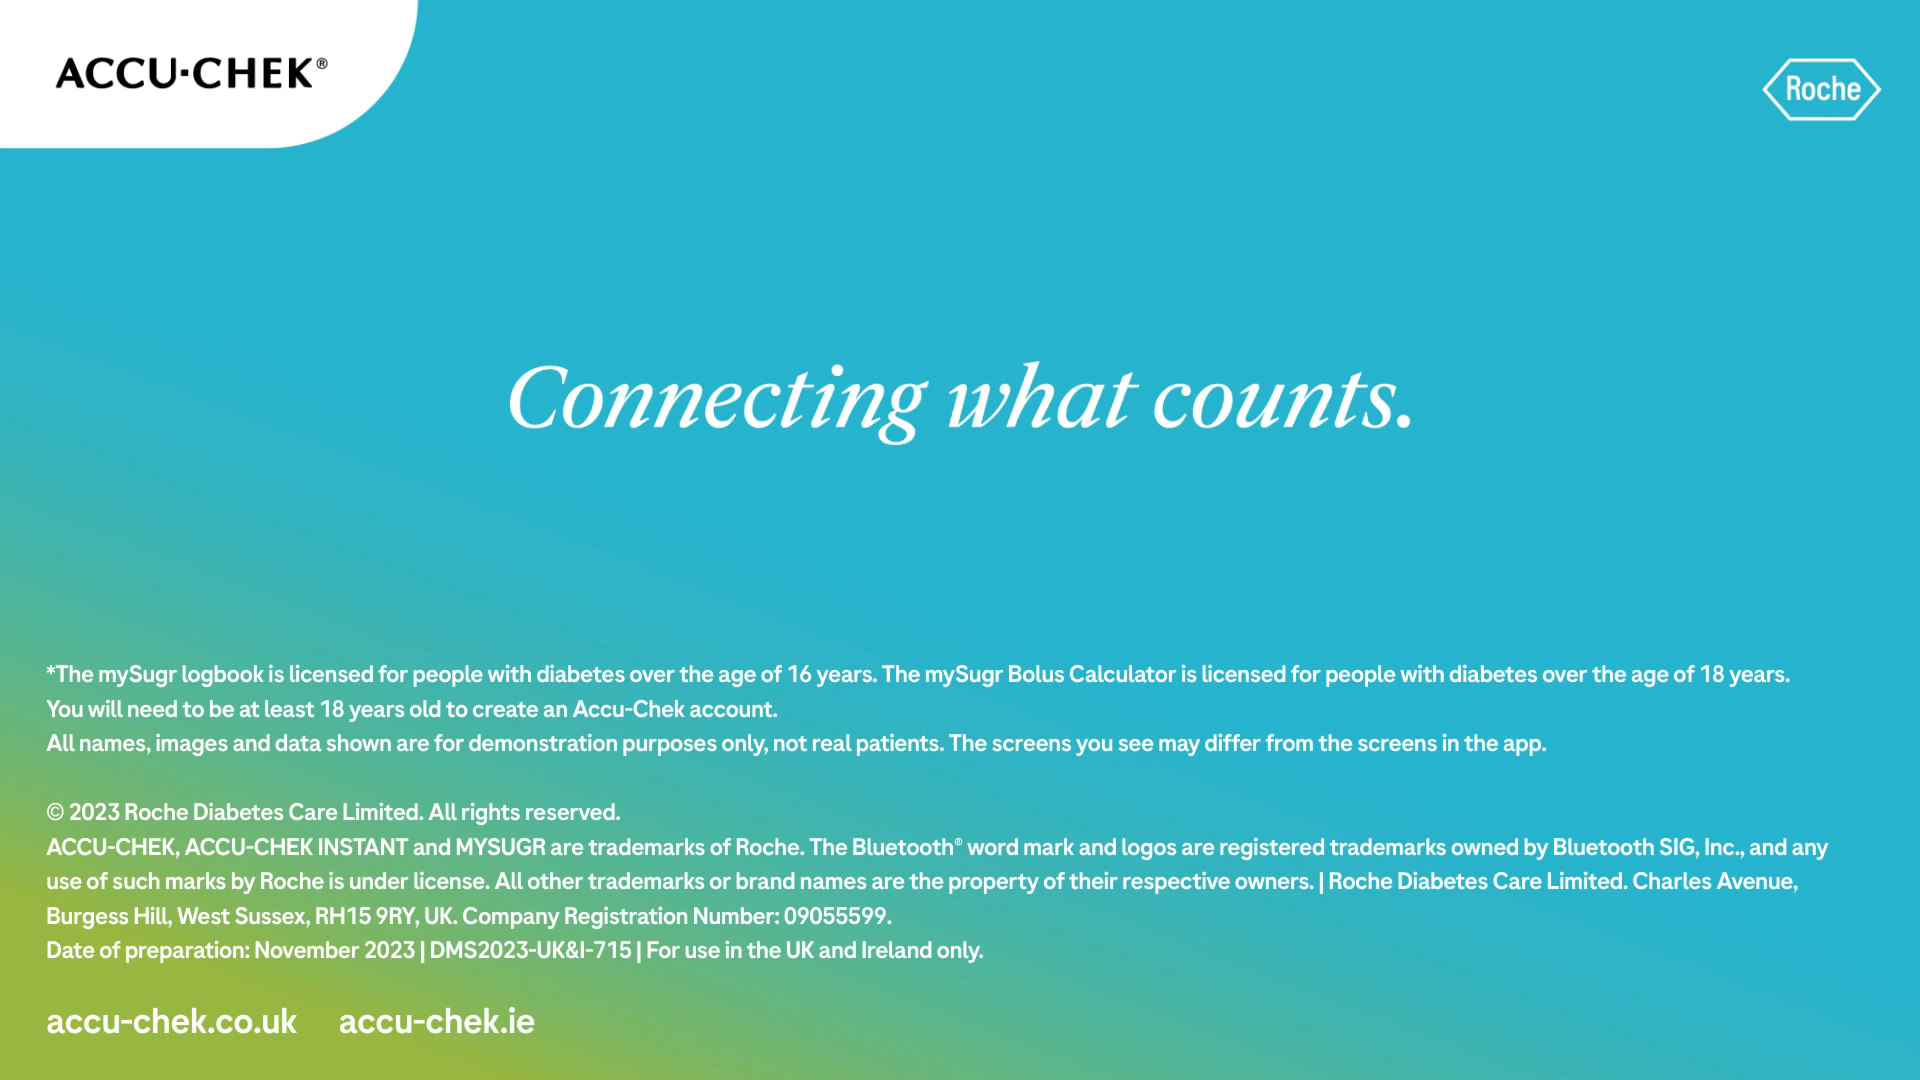 ACCU-CHEK®
Roche
Connecting what counts.
*The mySugr logbook is licensed for people with diabetes over the age of 16 years. The mySugr Bolus Calculator is licensed for people with diabetes over the age of 18 years.
You will need to be at least 18 years old to create an Accu-Chek account.
All names, images and data shown are for demonstration purposes only, not real patients. The screens you see may differ from the screens in the app.
© 2023 Roche Diabetes Care Limited. All rights reserved.
ACCU-CHEK, ACCU-CHEK INSTANT and MYSUGR are trademarks of Roche. The Bluetooth® word mark and logos are registered trademarks owned by Bluetooth SIG, Inc., and any
use of such marks by Roche is under license. All other trademarks or brand names are the property of their respective owners. | Roche Diabetes Care Limited. Charles Avenue,
Burgess Hill, West Sussex, RH15 9RY, UK. Company Registration Number: 09055599.
Date of preparation: November 2023 | DMS2023-UK&I-715 | For use in the UK and Ireland only.
accu-chek.co.uk accu-chek.ie